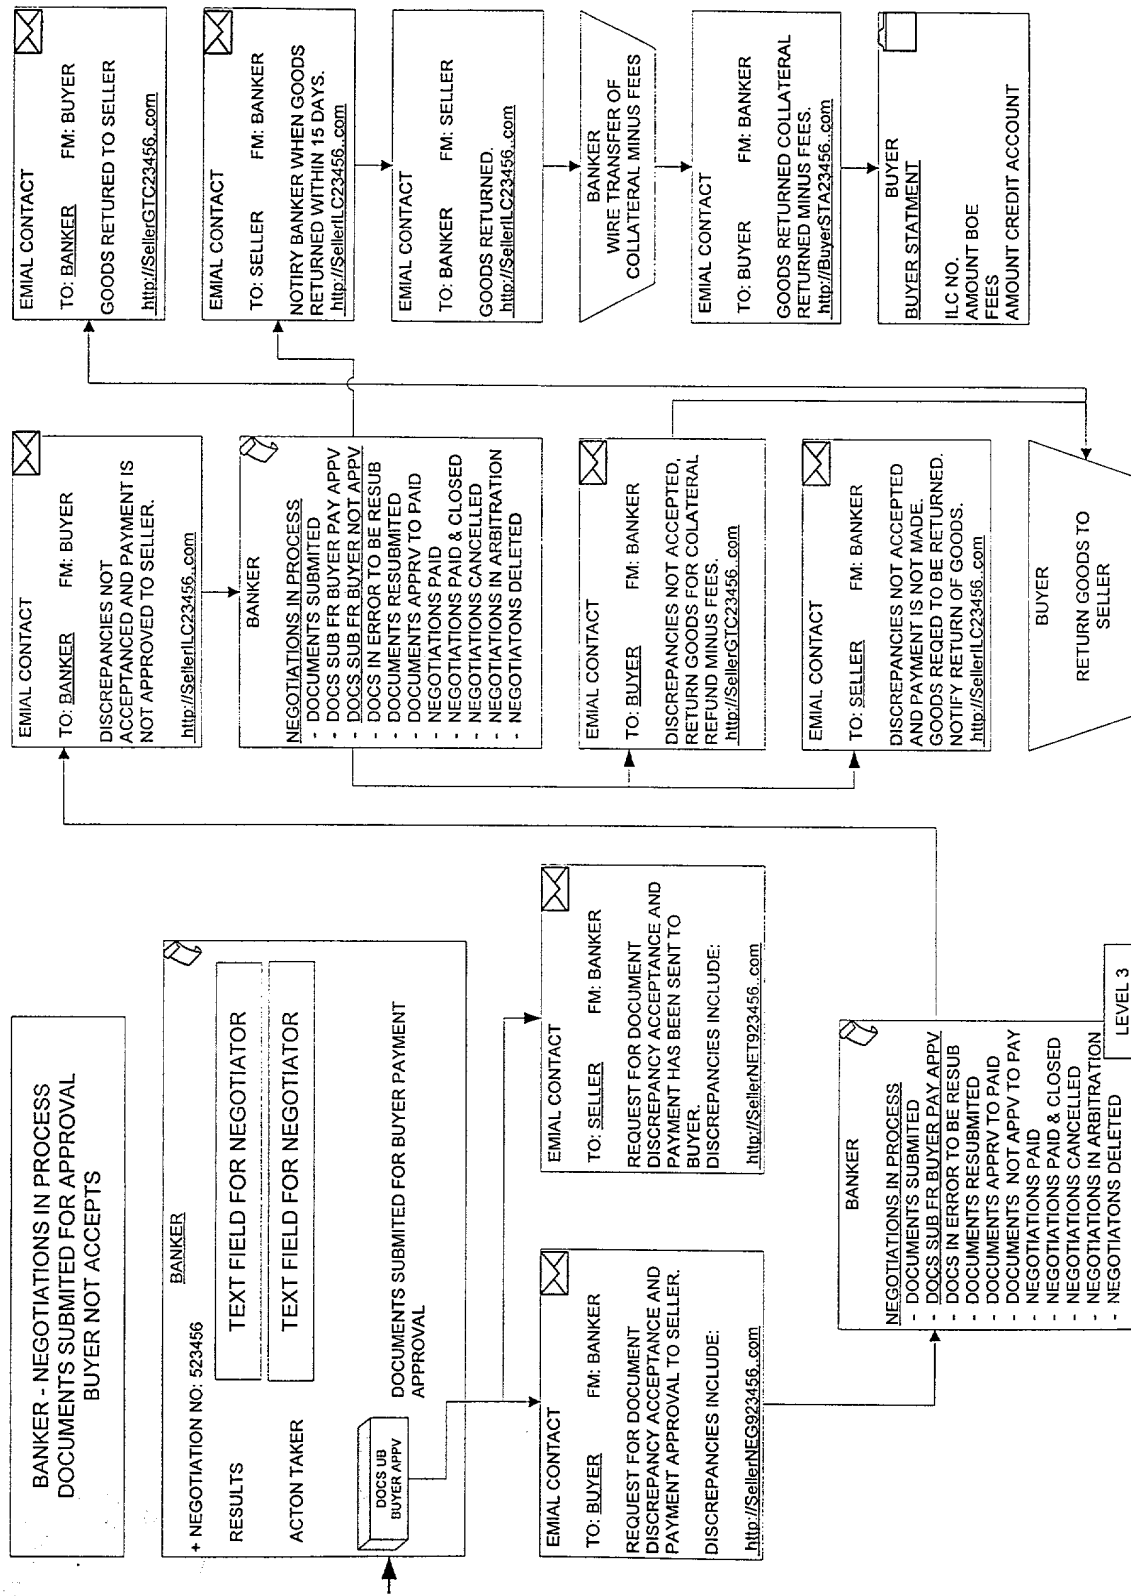 BANKER - NEGOTIATIONS IN PROCESS
DOCUMENTS SUBMITED FOR APPROVAL
BUYER NOT ACCEPTS
BANKER
+ NEGOTIATION NO: 523456
RESULTS
TEXT FIELD FOR NEGOTIATOR
ACTON TAKER
TEXT FIELD FOR NEGOTIATOR
DOCS UB
BUYER APPV
DOCUMENTS SUBMITED FOR BUYER PAYMENT
APPROVAL
EMIAL CONTACT
TO: BUYER FM: BANKER
REQUEST FOR DOCUMENT
DISCREPANCY ACCEPTANCE AND
PAYMENT APPROVAL TO SELLER.
DISCREPANCIES INCLUDE:
http://SellerNEG923456..com
EMIAL CONTACT
TO: SELLER FM: BANKER
REQUEST FOR DOCUMENT
DISCREPANCY ACCEPTANCE AND
PAYMENT HAS BEEN SENT TO
BUYER.
DISCREPANCIES INCLUDE:
http://SellerNET923456..com
BANKER
NEGOTIATIONS IN PROCESS
- DOCUMENTS SUBMITED
- DOCS SUB FR BUYER PAY APPV
- DOCS IN ERROR TO BE RESUB
- DOCUMENTS RESUBMITED
- DOCUMENTS APPRV TO PAID
- DOCUMENTS NOT APPV TO PAY
- NEGOTIATIONS PAID
- NEGOTIATIONS PAID & CLOSED
- NEGOTIATIONS CANCELLED
- NEGOTIATIONS IN ARBITRATION
- NEGOTIATONS DELETED
LEVEL 3
EMIAL CONTACT
TO: BANKER FM: BUYER
DISCREPANCIES NOT
ACCEPTANCED AND PAYMENT IS
NOT APPROVED TO SELLER.
http://SellerILC23456..com
BANKER
NEGOTIATIONS IN PROCESS
- DOCUMENTS SUBMITED
- DOCS SUB FR BUYER PAY APPV
- DOCS SUB FR BUYER NOT APPV
- DOCS IN ERROR TO BE RESUB
- DOCUMENTS RESUBMITED
- DOCUMENTS APPRV TO PAID
- NEGOTIATIONS PAID
- NEGOTIATIONS PAID & CLOSED
- NEGOTIATIONS CANCELLED
- NEGOTIATIONS IN ARBITRATION
- NEGOTIATONS DELETED
EMIAL CONTACT
TO: BUYER FM: BANKER
DISCREPANCIES NOT ACCEPTED,
RETURN GOODS FOR COLATERAL
REFUND MINUS FEES.
http://SellerGTC23456..com
EMIAL CONTACT
TO: SELLER FM: BANKER
DISCREPANCIES NOT ACCEPTED
AND PAYMENT IS NOT MADE.
GOODS REQED TO BE RETURNED.
NOTIFY RETURN OF GOODS.
http://SellerILC23456..com
BUYER
RETURN GOODS TO
SELLER
EMIAL CONTACT
TO: BANKER FM: BUYER
GOODS RETURED TO SELLER
http://SellerGTC23456..com
EMIAL CONTACT
TO: SELLER FM: BANKER
NOTIRY BANKER WHEN GOODS
RETURNED WITHIN 15 DAYS.
http://SellerILC23456..com
EMIAL CONTACT
TO: BANKER FM: SELLER
GOODS RETURNED.
http://SellerILC23456..com
BANKER
WIRE TRANSFER OF
COLLATERAL MINUS FEES
EMIAL CONTACT
TO: BUYER FM: BANKER
GOODS RETURNED COLLATERAL
RETURNED MINUS FEES.
http://BuyerSTA23456..com
BUYER
BUYER STATMENT
ILC NO.
AMOUNT BOE
FEES
AMOUNT CREDIT ACCOUNT